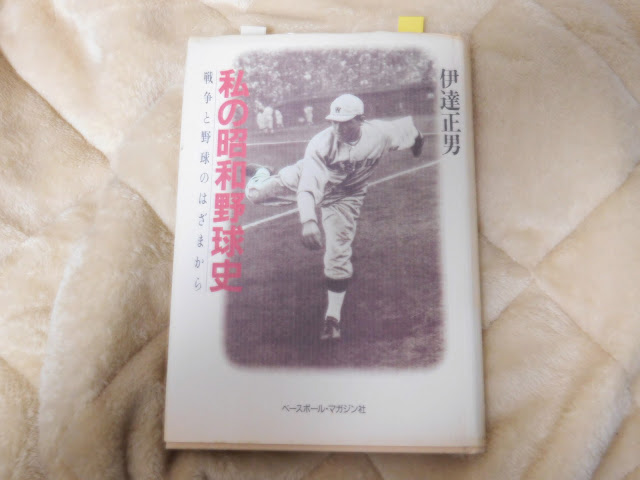 伊達正男
私の昭和野球史
戦争と野球のはざまから
ベースボール・マガジン社